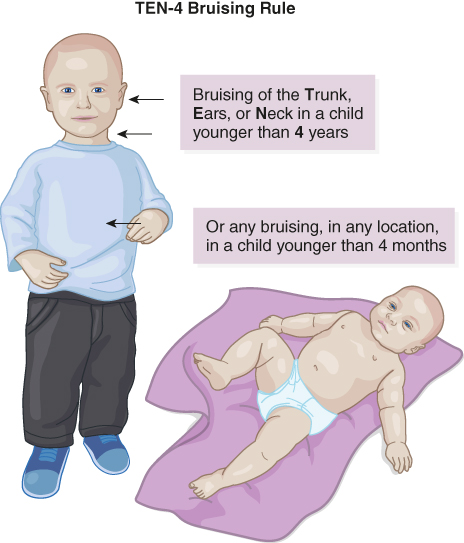 TEN-4 Bruising Rule
Bruising of the Trunk,
Ears, or Neck in a child
younger than 4 years
Or any bruising, in any location,
in a child younger than 4 months